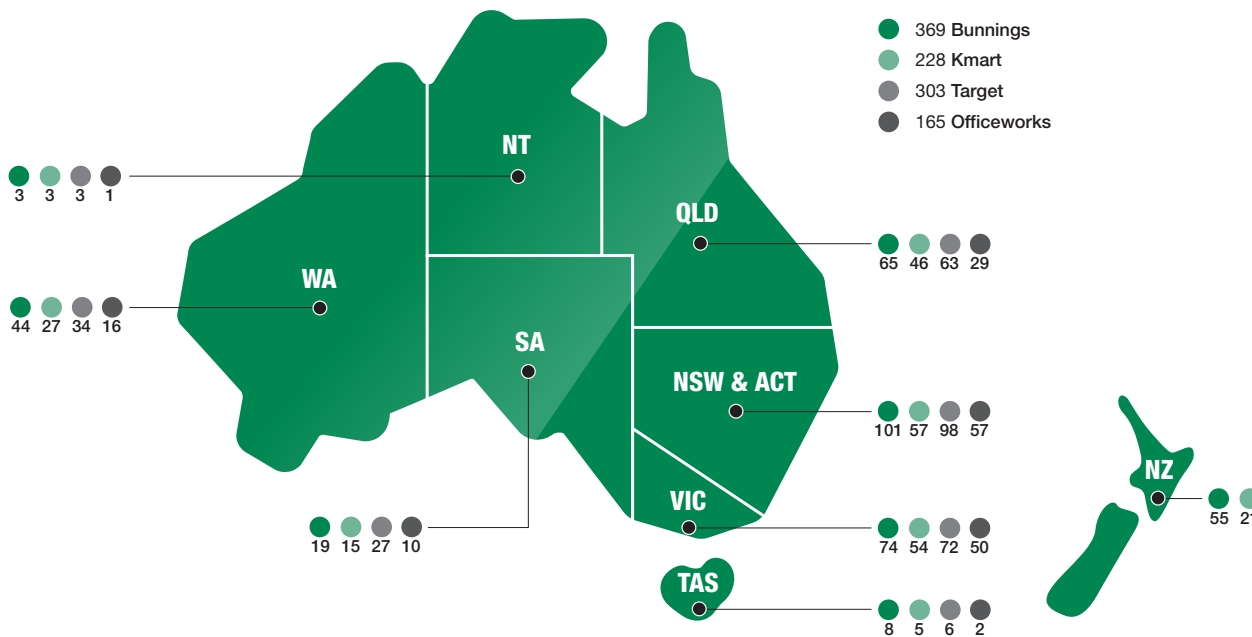 369 Bunnings
228 Kmart
303 Target
165 Officeworks
NT
3 3 3 1
QLD
65 46 63 29
WA
44 27 34 16
SA
19 15 27 10
NSW & ACT
101 57 98 57
VIC
74 54 72 50
TAS
8 5 6 2
NZ
55 21